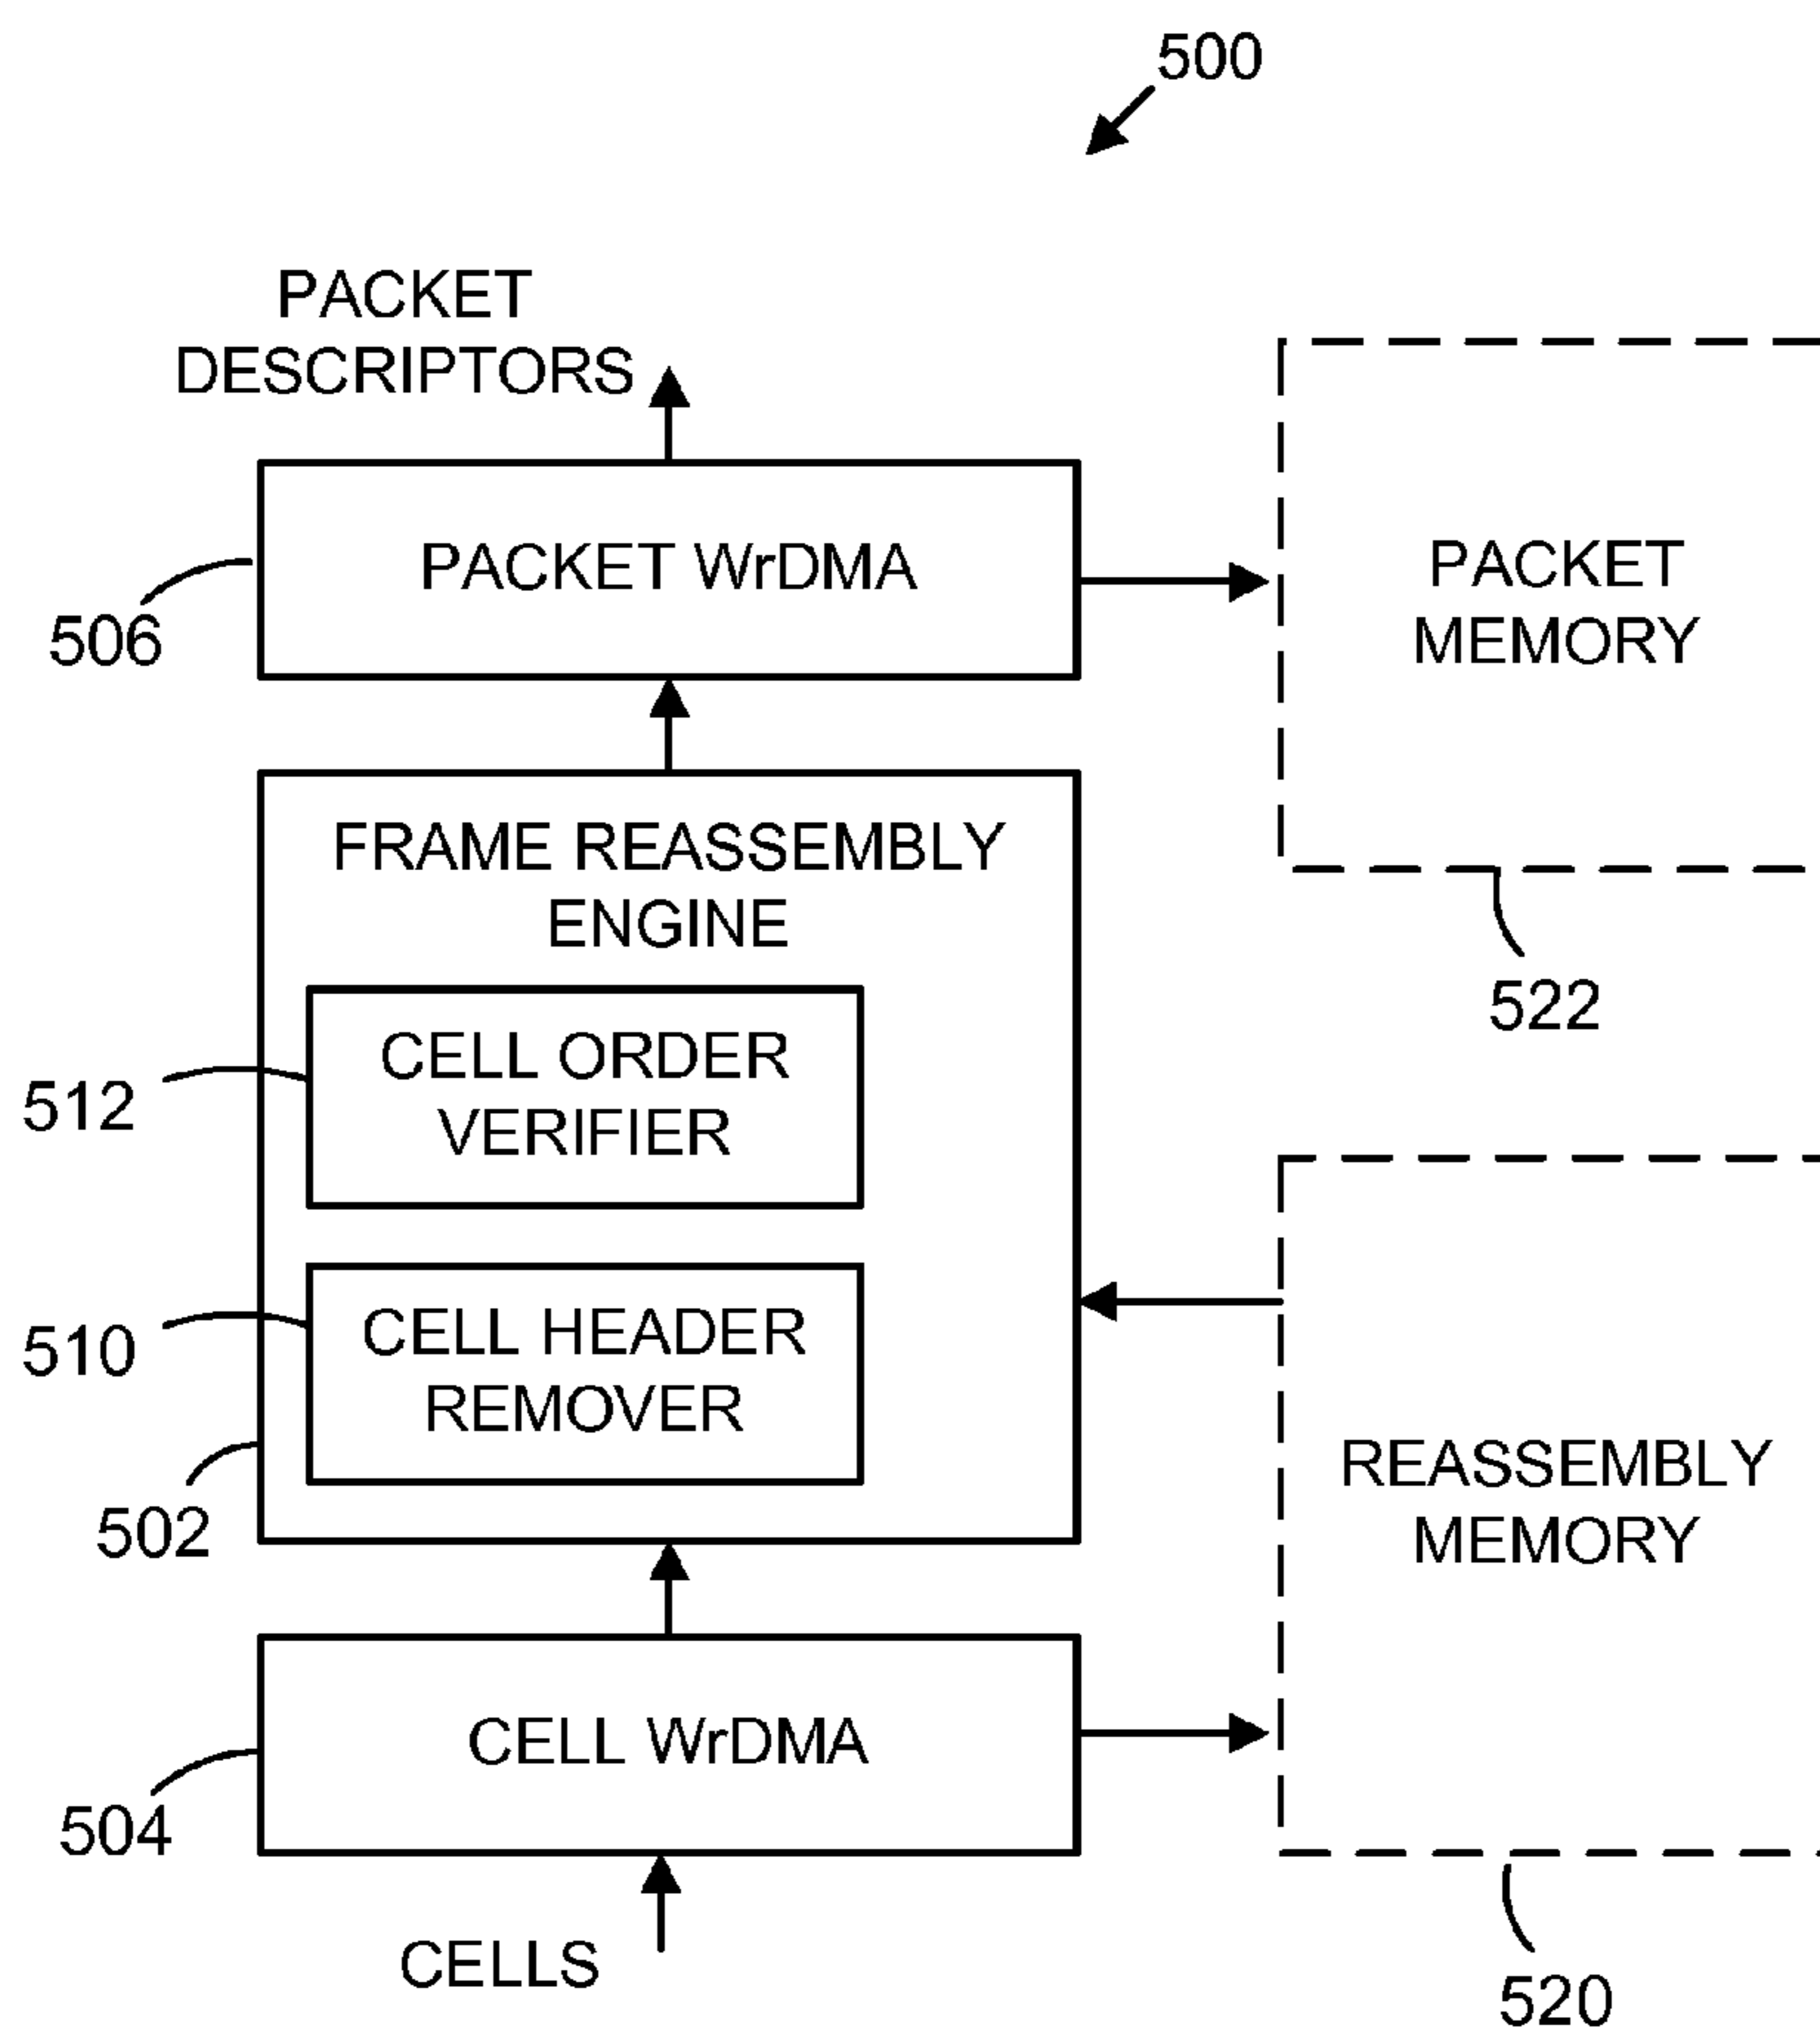 500
PACKET
DESCRIPTORS
PACKET WrDMA
506
PACKET
MEMORY
522
FRAME REASSEMBLY
ENGINE
CELL ORDER
VERIFIER
512
CELL HEADER
REMOVER
510
502
REASSEMBLY
MEMORY
CELL WrDMA
504
CELLS
520